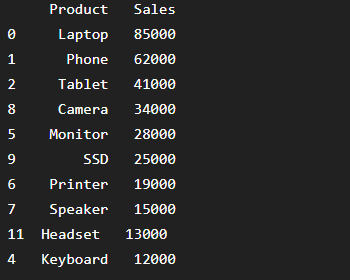 Product Sales
0 Laptop 85000
1 Phone 62000
2 Tablet 41000
8 Camera 34000
5 Monitor 28000
9 SSD 25000
6 Printer 19000
7 Speaker 15000
11 Headset 13000
4 Keyboard 12000